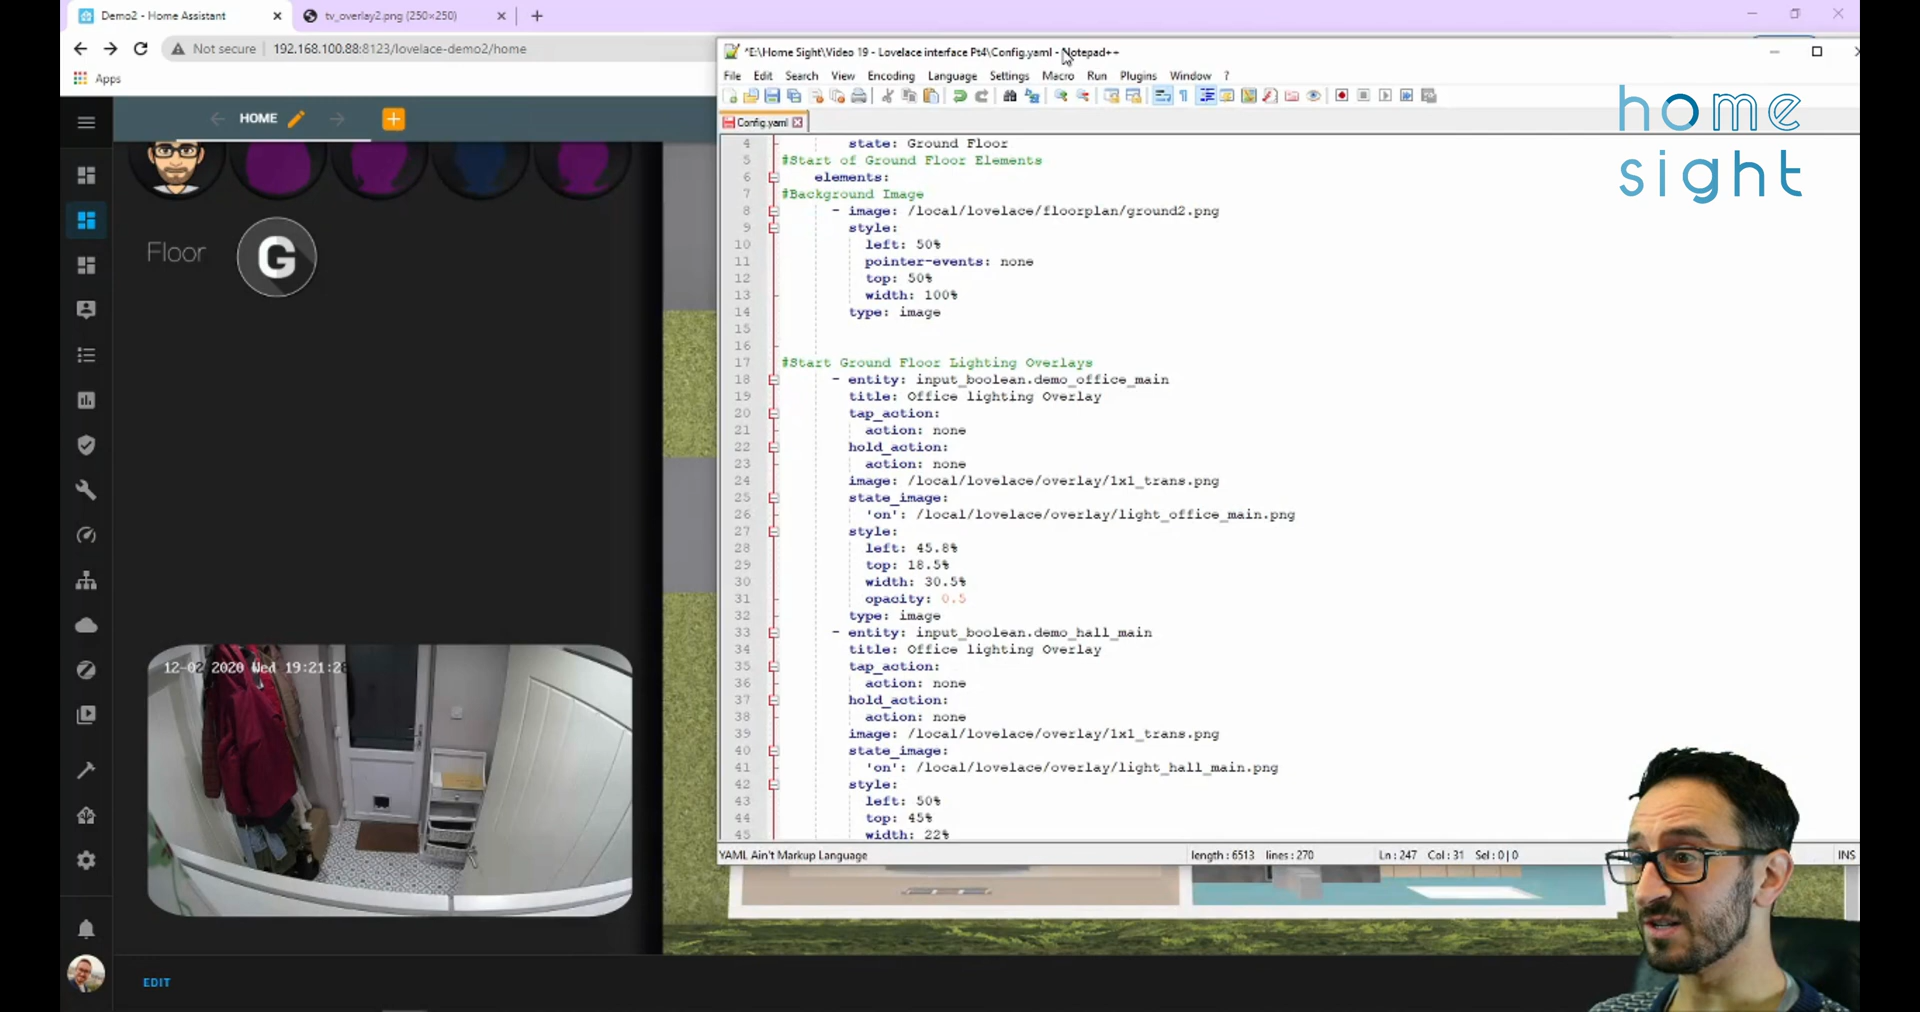 Demo2 - Home Assistant
tv_overlay2.png (250×250)
Not secure
192.168.100.88:8123/lovelace-demo2/home
Apps
*E:\Home Sight\Video 19 - Lovelace interface Pt4\Config.yaml - Notepad++
File Edit Search View Encoding Language Settings Macro Run Plugins Window ?
HOME
Config.yaml
home
sight
4 state: Ground Floor
5 #Start of Ground Floor Elements
6 elements:
7 #Background Image
8 - image: /local/lovelace/floorplan/ground2.png
9 style:
10 left: 50%
11 pointer-events: none
12 top: 50%
13 width: 100%
14 type: image
15
16
17 #Start Ground Floor Lighting Overlays
18 - entity: input_boolean.demo_office_main
19 title: Office lighting Overlay
20 tap_action:
21 action: none
22 hold_action:
23 action: none
24 image: /local/lovelace/overlay/1x1_trans.png
25 state_image:
26 'on': /local/lovelace/overlay/light_office_main.png
27 style:
28 left: 45.8%
29 top: 18.5%
30 width: 30.5%
31 opacity: 0.5
32 type: image
33 - entity: input_boolean.demo_hall_main
34 title: Office lighting Overlay
35 tap_action:
36 action: none
37 hold_action:
38 action: none
39 image: /local/lovelace/overlay/1x1_trans.png
40 state_image:
41 'on': /local/lovelace/overlay/light_hall_main.png
42 style:
43 left: 50%
44 top: 45%
45 width: 22%
Floor
G
12-02 2020 Wed 19:21:23
YAML Ain't Markup Language
length : 6513 lines : 270
Ln : 247 Col : 31 Sel : 0 | 0
INS
EDIT